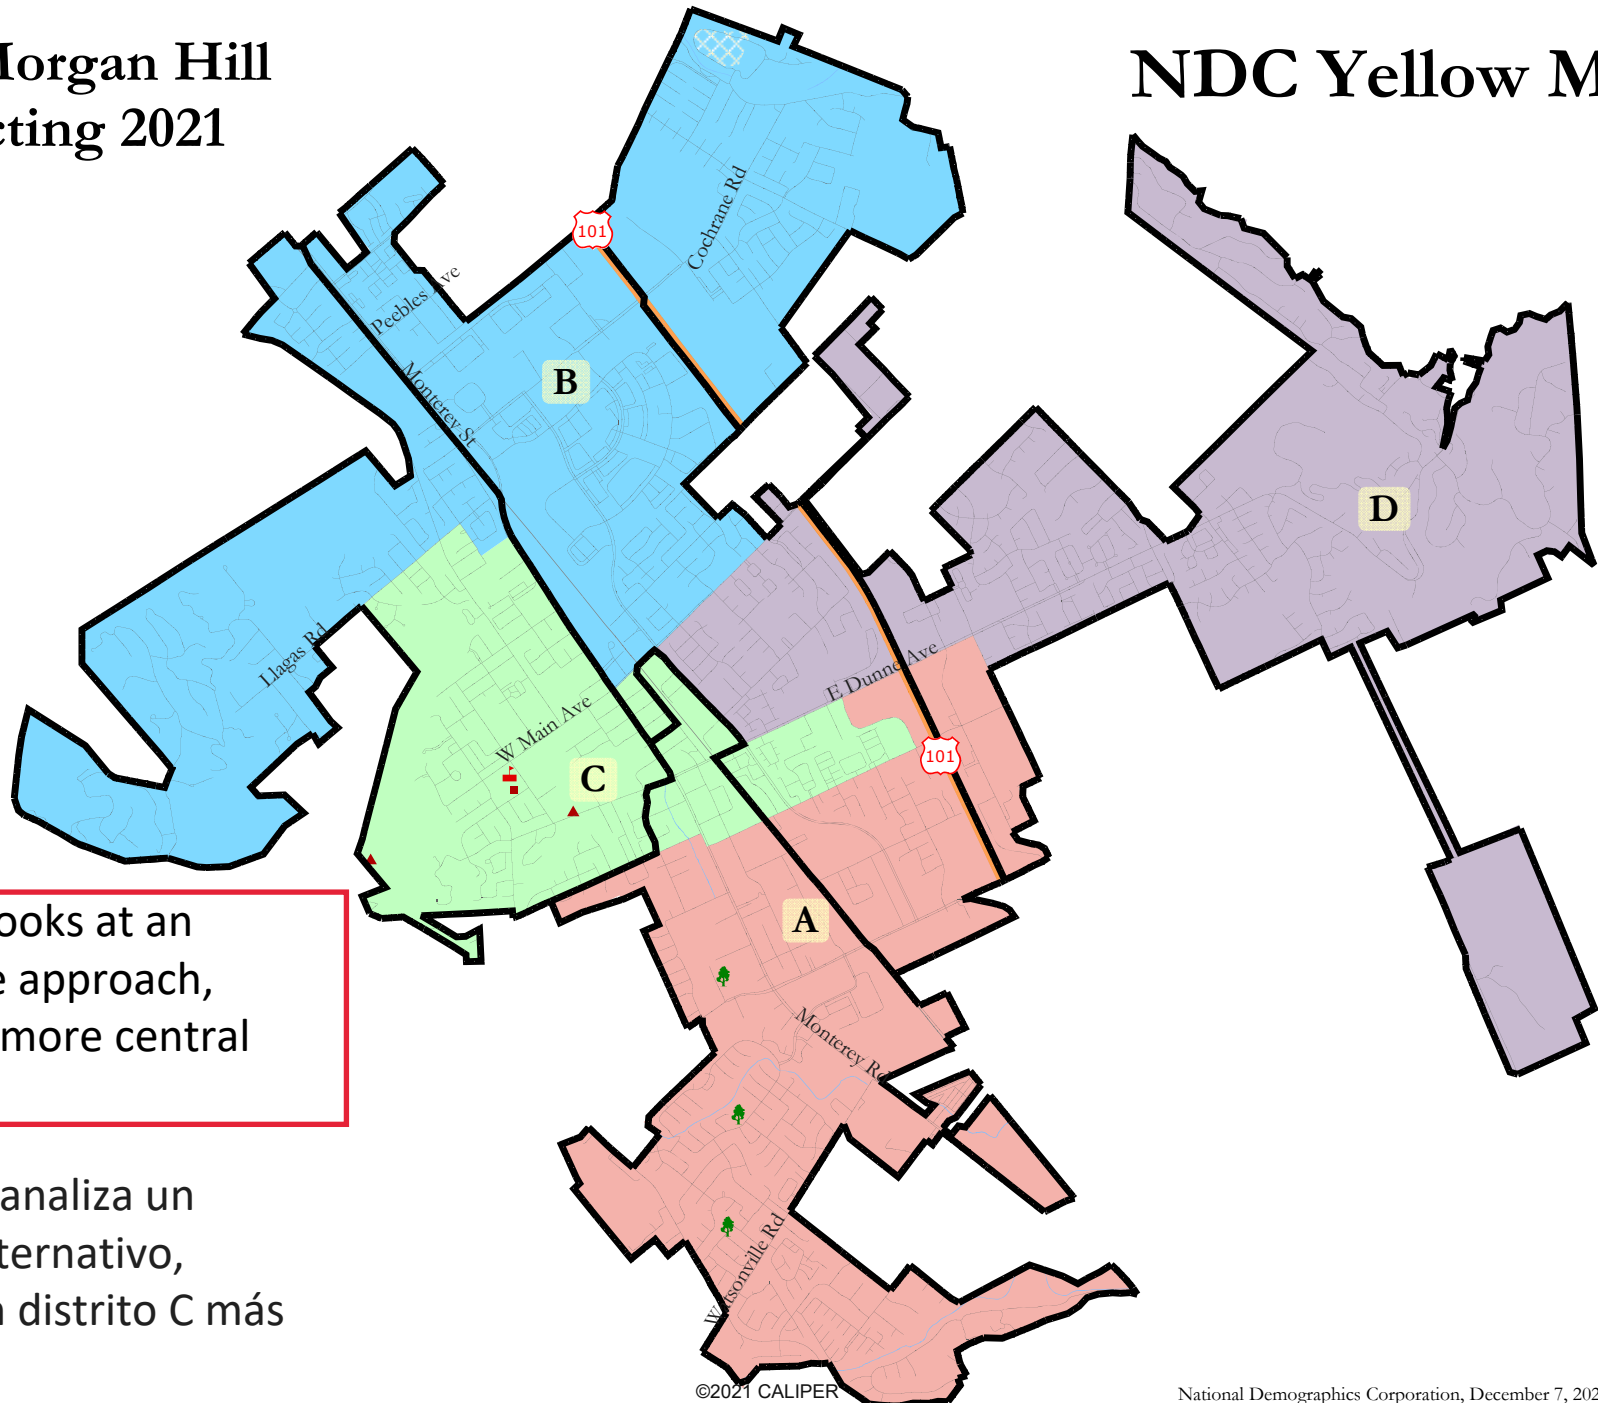 Morgan Hill
cting 2021
NDC Yellow M
101
Cochrane Rd
Peebles Ave
Monterey St
B
D
Llagas Rd
E Dunne Ave
W Main Ave
C
101
A
ooks at an
e approach,
more central
Monterey Rd
analiza un
ternativo,
distrito C más
Watsonville Rd
©2021 CALIPER
National Demographics Corporation, December 7, 202